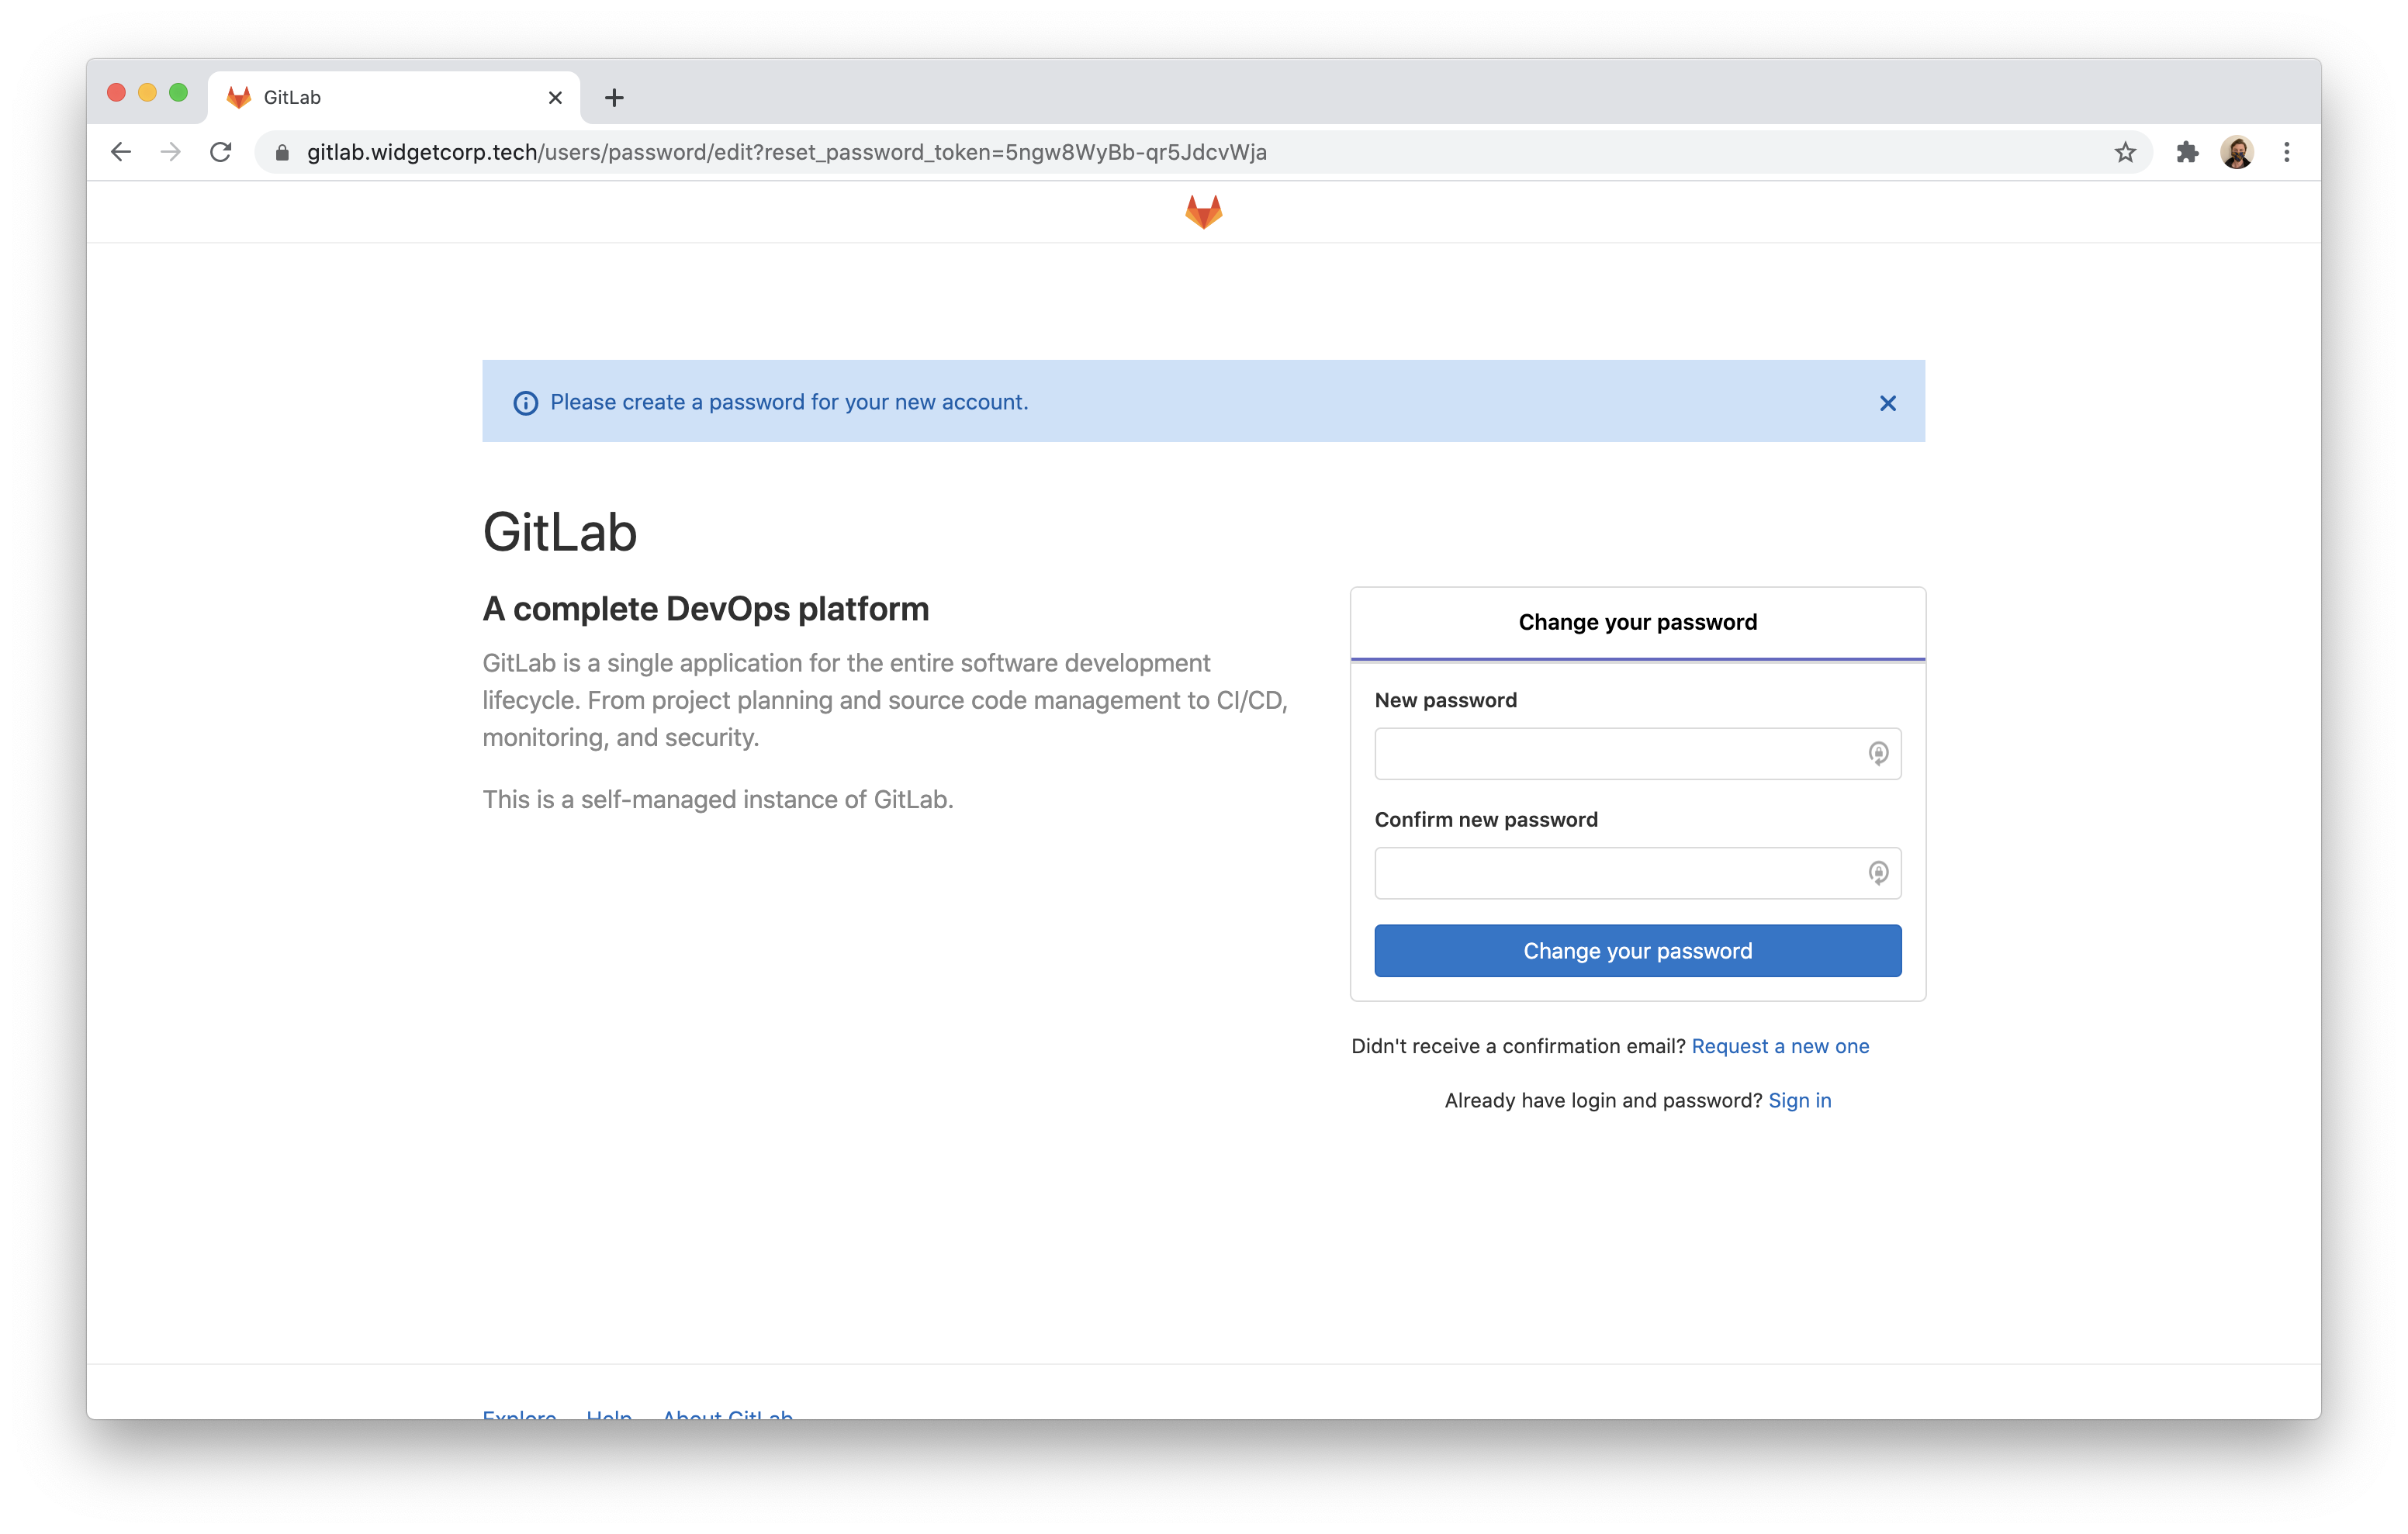 GitLab
gitlab.widgetcorp.tech/users/password/edit?reset_password_token=5ngw8WyBb-qr5JdcvWja
Please create a password for your new account.
GitLab
A complete DevOps platform
GitLab is a single application for the entire software development
lifecycle. From project planning and source code management to CI/CD,
monitoring, and security.
This is a self-managed instance of GitLab.
Change your password
New password
Confirm new password
Change your password
Didn't receive a confirmation email? Request a new one
Already have login and password? Sign in
Explore Help About GitLab